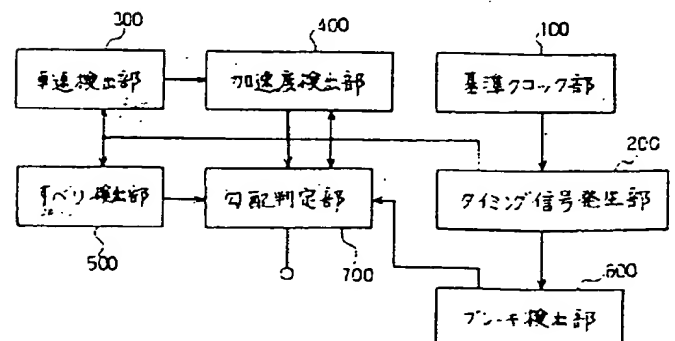 300
400
100
車速検出部
加速度検出部
基準クロック部
200
すべり検出部
勾配判定部
タイミング信号発生部
500
700
600
ブレーキ検出部